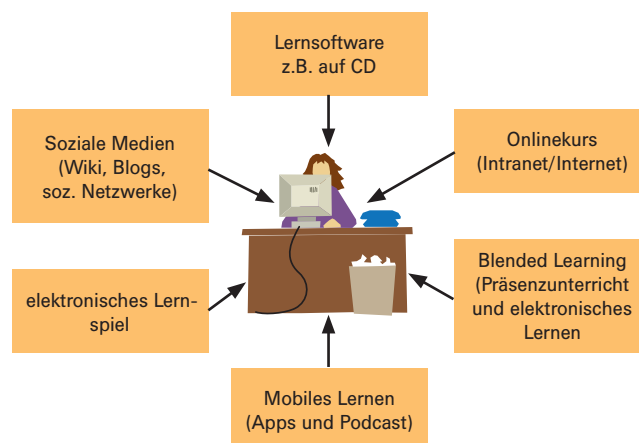 Lernsoftware
z.B. auf CD
Soziale Medien
(Wiki, Blogs,
soz. Netzwerke)
Onlinekurs
(Intranet/Internet)
elektronisches Lern-
spiel
Blended Learning
(Präsenzunterricht
und elektronisches
Lernen
Mobiles Lernen
(Apps und Podcast)